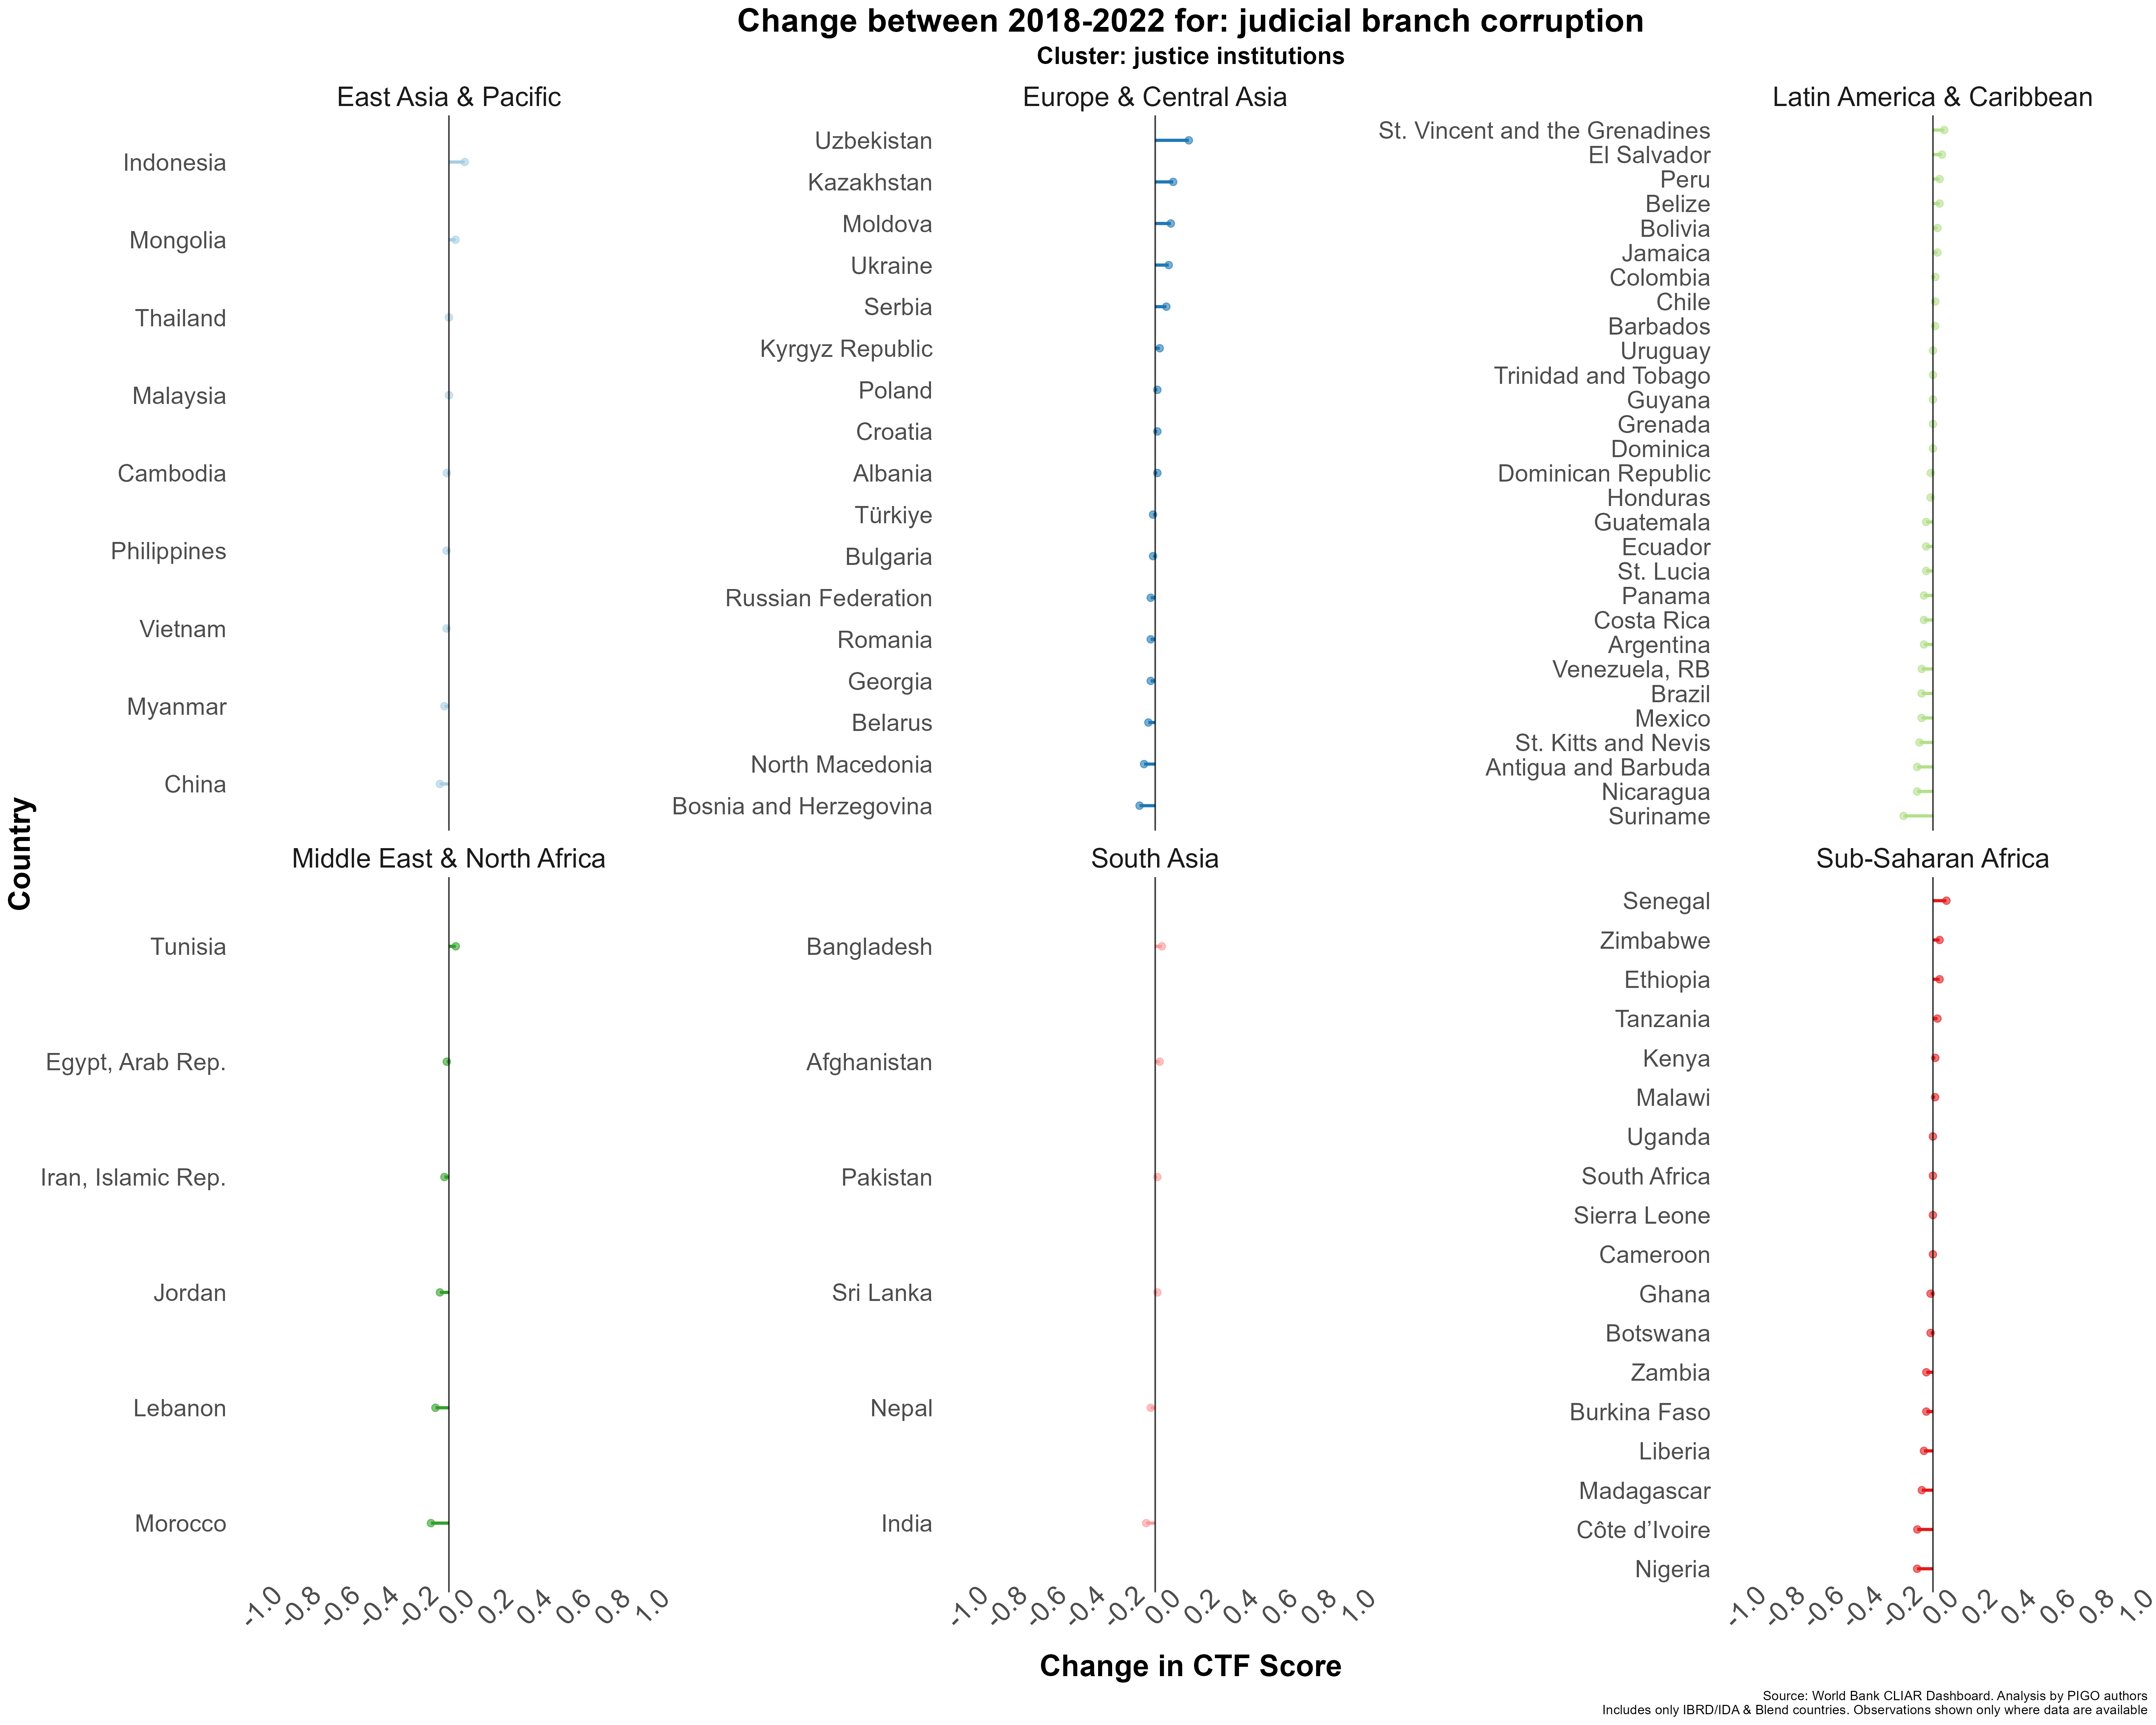 Change between 2018-2022 for: judicial branch corruption
Cluster: justice institutions
East Asia & Pacific
Indonesia
Mongolia
Thailand
Malaysia
Cambodia
Philippines
Vietnam
Myanmar
China
Europe & Central Asia
Uzbekistan
Kazakhstan
Moldova
Ukraine
Serbia
Kyrgyz Republic
Poland
Croatia
Albania
Türkiye
Bulgaria
Russian Federation
Romania
Georgia
Belarus
North Macedonia
Bosnia and Herzegovina
Latin America & Caribbean
St. Vincent and the Grenadines
El Salvador
Peru
Belize
Bolivia
Jamaica
Colombia
Chile
Barbados
Uruguay
Trinidad and Tobago
Guyana
Grenada
Dominica
Dominican Republic
Honduras
Guatemala
Ecuador
St. Lucia
Panama
Costa Rica
Argentina
Venezuela, RB
Brazil
Mexico
St. Kitts and Nevis
Antigua and Barbuda
Nicaragua
Suriname
Country
Middle East & North Africa
Tunisia
Egypt, Arab Rep.
Iran, Islamic Rep.
Jordan
Lebanon
Morocco
-1.0 -0.8 -0.6 -0.4 -0.2 0.0 0.2 0.4 0.6 0.8 1.0
South Asia
Bangladesh
Afghanistan
Pakistan
Sri Lanka
Nepal
India
-1.0 -0.8 -0.6 -0.4 -0.2 0.0 0.2 0.4 0.6 0.8 1.0
Sub-Saharan Africa
Senegal
Zimbabwe
Ethiopia
Tanzania
Kenya
Malawi
Uganda
South Africa
Sierra Leone
Cameroon
Ghana
Botswana
Zambia
Burkina Faso
Liberia
Madagascar
Côte d’Ivoire
Nigeria
-1.0 -0.8 -0.6 -0.4 -0.2 0.0 0.2 0.4 0.6 0.8 1.0
Change in CTF Score
Source: World Bank CLIAR Dashboard. Analysis by PIGO authors
Includes only IBRD/IDA & Blend countries. Observations shown only where data are available